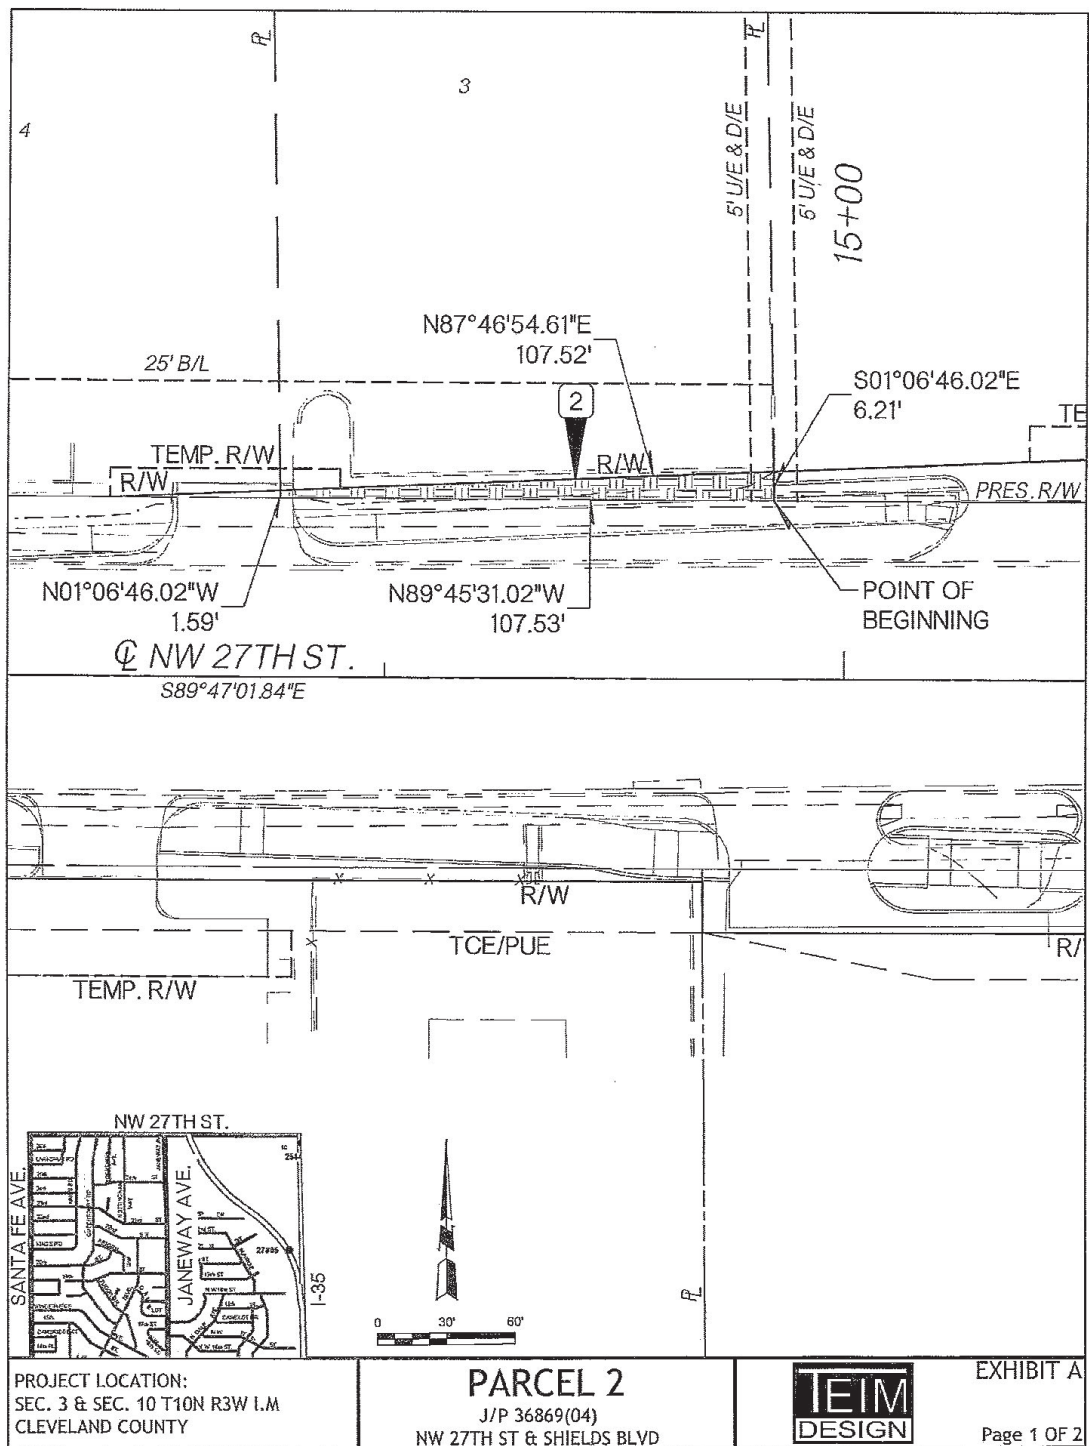 PL
PL
3
4
5' U/E & D/E
5' U/E & D/E
15+00
N87°46'54.61"E
107.52'
25' B/L
S01°06'46.02"E
6.21'
2
TE
TEMP. R/W
R/W
R/W
PRES. R/W
N01°06'46.02"W
1.59'
N89°45'31.02"W
107.53'
POINT OF
BEGINNING
CL NW 27TH ST.
S89°47'01.84"E
X X X
R/W
X
TCE/PUE
R/
TEMP. R/W
NW 27TH ST.
SANTA FE AVE.
JANEWAY AVE.
I-35
N
PL
0 30' 60'
PROJECT LOCATION:
SEC. 3 & SEC. 10 T10N R3W I.M
CLEVELAND COUNTY
PARCEL 2
J/P 36869(04)
NW 27TH ST & SHIELDS BLVD
TEIM
DESIGN
EXHIBIT A
Page 1 OF 2